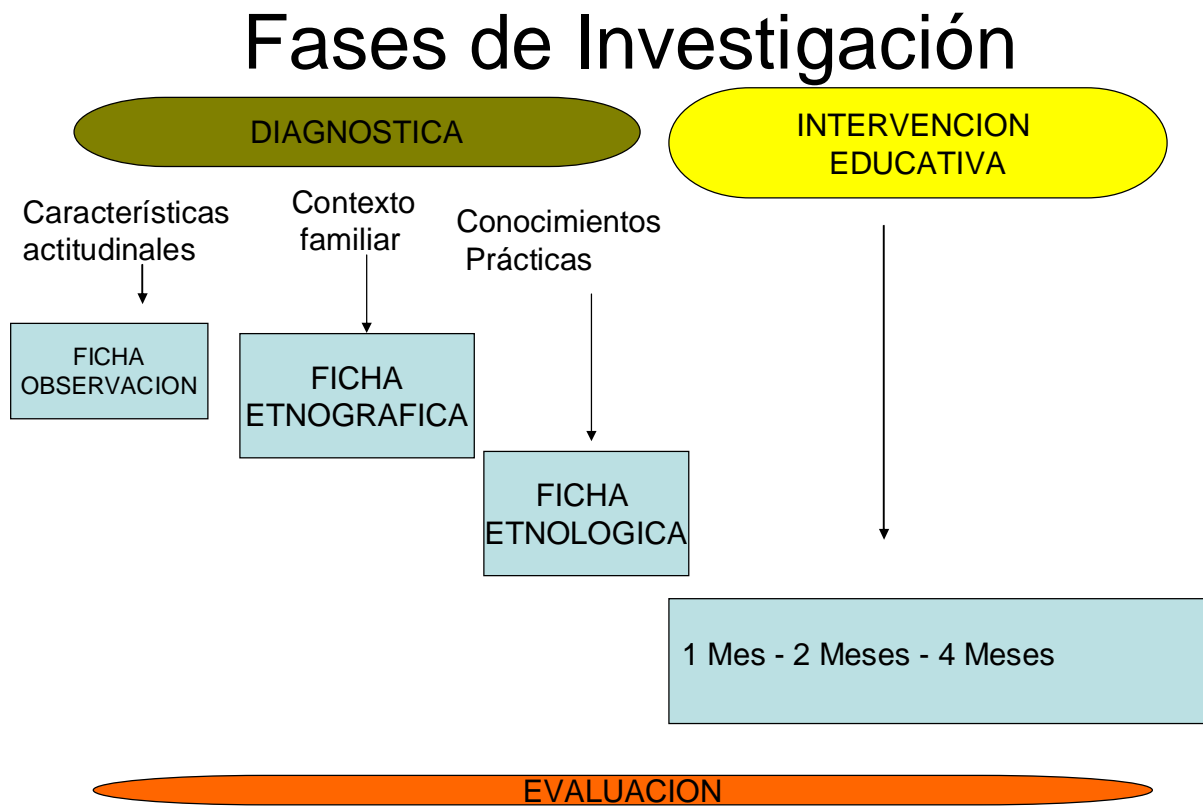 Fases de Investigación
DIAGNOSTICA
INTERVENCION
EDUCATIVA
Característícas
actitudinales
Contexto
familiar
Conocimientos
Prácticas
FICHA
OBSERVACION
FICHA
ETNOGRAFICA
FICHA
ETNOLOGICA
1 Mes - 2 Meses - 4 Meses
EVALUACION